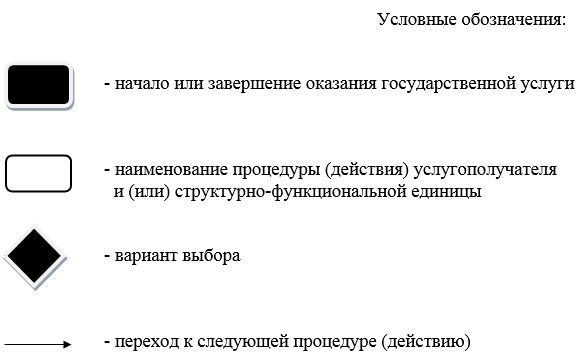 Условные обозначения:
- начало или завершение оказания государственной услуги
- наименование процедуры (действия) услугополучателя
и (или) структурно-функциональной единицы
- вариант выбора
- переход к следующей процедуре (действию)